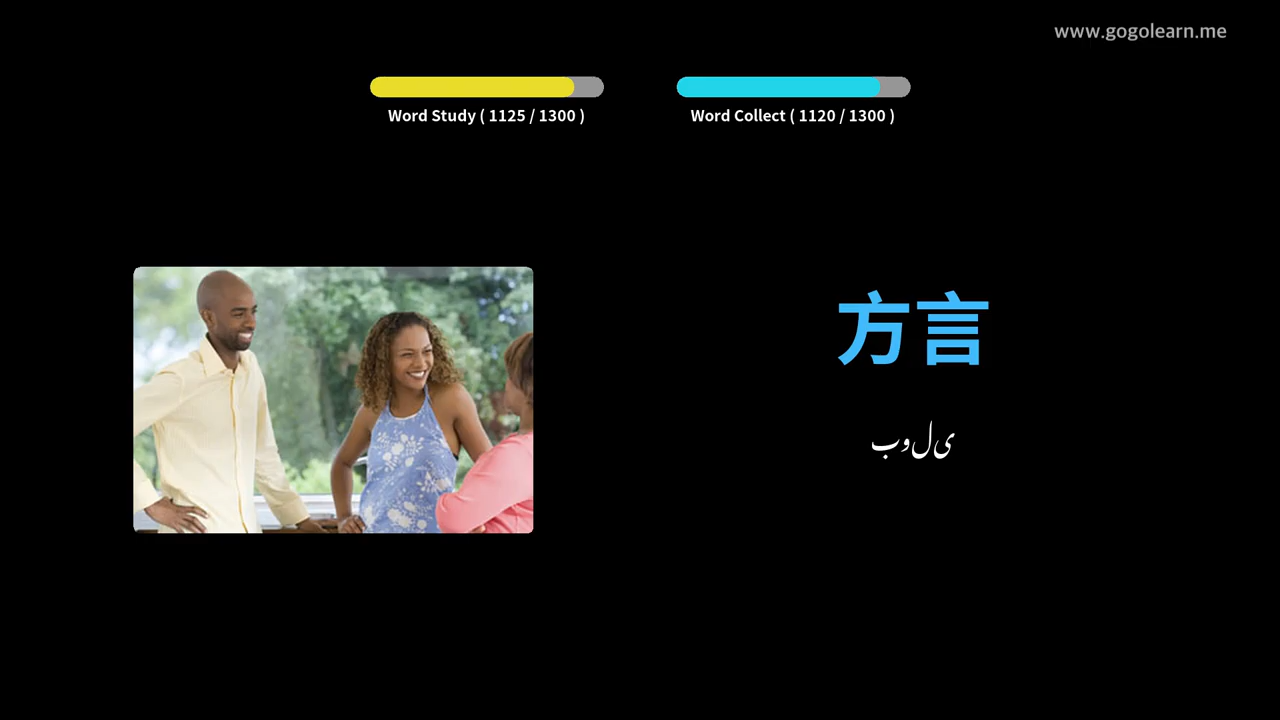 www.gogolearn.me
Word Study ( 1125 / 1300 )
Word Collect ( 1120 / 1300 )
方言
بولی